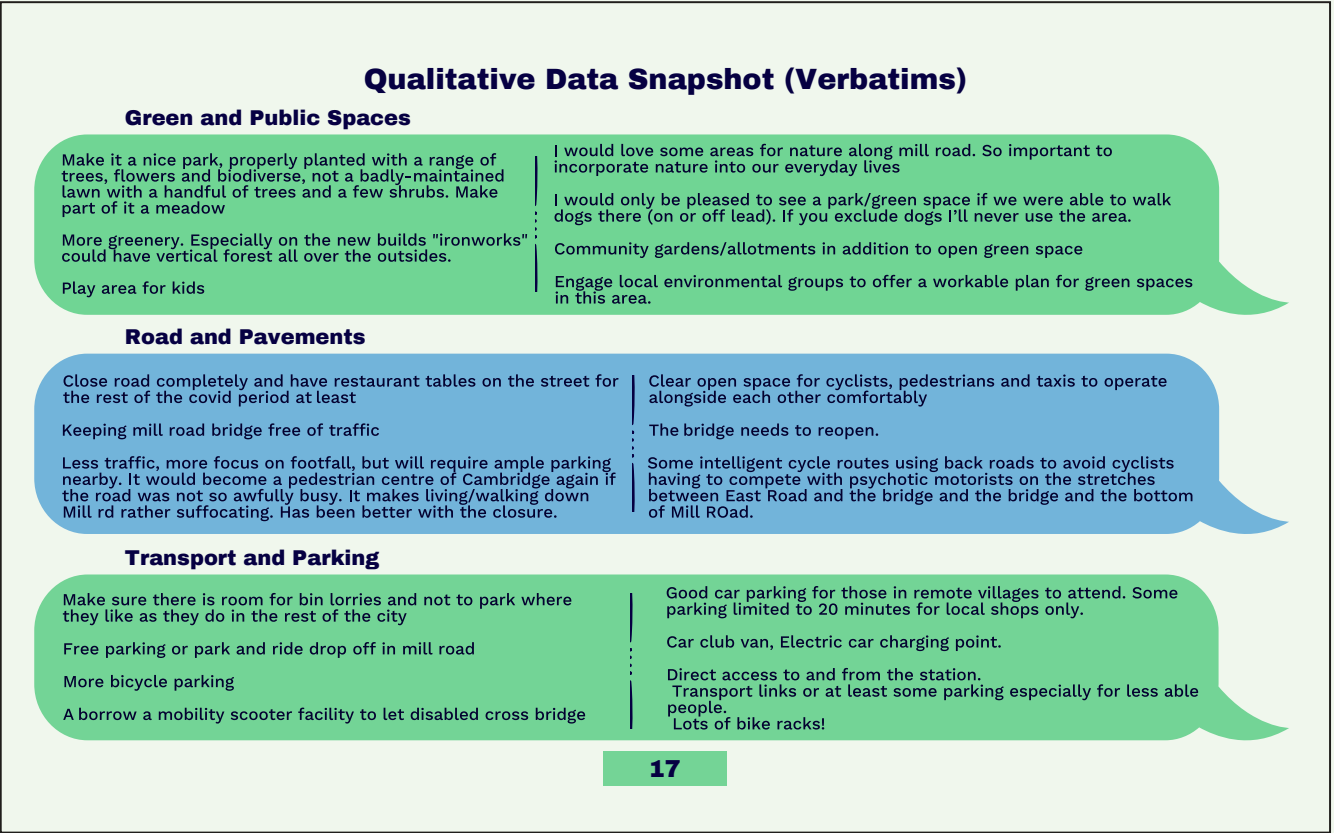 Qualitative Data Snapshot (Verbatims)
Green and Public Spaces
Make it a nice park, properly planted with a range of
trees, flowers and biodiverse, not a badly-maintained
lawn with a handful of trees and a few shrubs. Make
part of it a meadow
More greenery. Especially on the new builds "ironworks"
could have vertical forest all over the outsides.
Play area for kids
I would love some areas for nature along mill road. So important to
incorporate nature into our everyday lives
I would only be pleased to see a park/green space if we were able to walk
dogs there (on or off lead). If you exclude dogs I'll never use the area.
Community gardens/allotments in addition to open green space
Engage local environmental groups to offer a workable plan for green spaces
in this area.
Road and Pavements
Close road completely and have restaurant tables on the street for
the rest of the covid period at least
Keeping mill road bridge free of traffic
Less traffic, more focus on footfall, but will require ample parking
nearby. It would become a pedestrian centre of Cambridge again if
the road was not so awfully busy. It makes living/walking down
Mill rd rather suffocating. Has been better with the closure.
Clear open space for cyclists, pedestrians and taxis to operate
alongside each other comfortably
The bridge needs to reopen.
Some intelligent cycle routes using back roads to avoid cyclists
having to compete with psychotic motorists on the stretches
between East Road and the bridge and the bridge and the bottom
of Mill ROad.
Transport and Parking
Make sure there is room for bin lorries and not to park where
they like as they do in the rest of the city
Free parking or park and ride drop off in mill road
More bicycle parking
A borrow a mobility scooter facility to let disabled cross bridge
Good car parking for those in remote villages to attend. Some
parking limited to 20 minutes for local shops only.
Car club van, Electric car charging point.
Direct access to and from the station.
Transport links or at least some parking especially for less able
people.
Lots of bike racks!
17